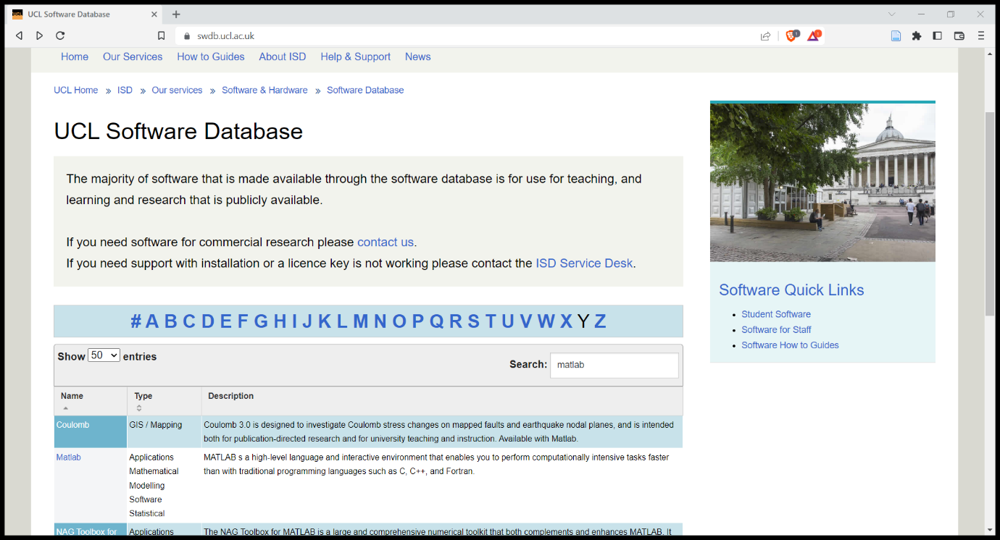 UCL Software Database
swdb.ucl.ac.uk
1
1
Home Our Services How to Guides About ISD Help & Support News
UCL Home » ISD » Our services » Software & Hardware » Software Database
UCL Software Database
The majority of software that is made available through the software database is for use for teaching, and
learning and research that is publicly available.
If you need software for commercial research please contact us.
If you need support with installation or a licence key is not working please contact the ISD Service Desk.
# A B C D E F G H I J K L M N O P Q R S T U V W X Y Z
Show 50 entries
Search: matlab
Name Type Description
Coulomb GIS / Mapping Coulomb 3.0 is designed to investigate Coulomb stress changes on mapped faults and earthquake nodal planes, and is intended
both for publication-directed research and for university teaching and instruction. Available with Matlab.
Matlab Applications MATLAB s a high-level language and interactive environment that enables you to perform computationally intensive tasks faster
Mathematical than with traditional programming languages such as C, C++, and Fortran.
Modelling
Software
Statistical
NAG Toolbox for Applications The NAG Toolbox for MATLAB is a large and comprehensive numerical toolkit that both complements and enhances MATLAB. It
Software Quick Links
• Student Software
• Software for Staff
• Software How to Guides